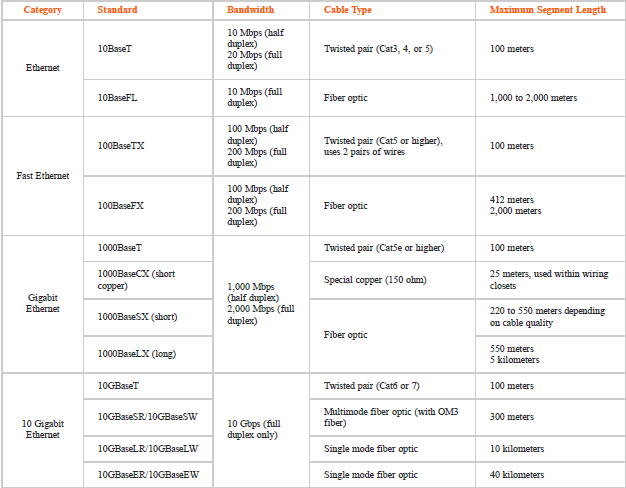 Category Standard Bandwidth Cable Type Maximum Segment Length
Ethernet
10BaseT
10 Mbps (half
duplex)
20 Mbps (full
duplex)
Twisted pair (Cat3, 4, or 5)
100 meters
10BaseFL
10 Mbps (full
duplex)
Fiber optic
1,000 to 2,000 meters
Fast Ethernet
100BaseTX
100 Mbps (half
duplex)
200 Mbps (full
duplex)
Twisted pair (Cat5 or higher),
uses 2 pairs of wires
100 meters
100BaseFX
100 Mbps (half
duplex)
200 Mbps (full
duplex)
Fiber optic
412 meters
2,000 meters
Gigabit
Ethernet
1000BaseT
1,000 Mbps
(half duplex)
2,000 Mbps (full
duplex)
Twisted pair (Cat5e or higher)
100 meters
1000BaseCX (short
copper)
Special copper (150 ohm)
25 meters, used within wiring
closets
1000BaseSX (short)
Fiber optic
220 to 550 meters depending
on cable quality
1000BaseLX (long)
550 meters
5 kilometers
10 Gigabit
Ethernet
10GBaseT
10 Gbps (full
duplex only)
Twisted pair (Cat6 or 7)
100 meters
10GBaseSR/10GBaseSW
Multimode fiber optic (with OM3
fiber)
300 meters
10GBaseLR/10GBaseLW
Single mode fiber optic
10 kilometers
10GBaseER/10GBaseEW
Single mode fiber optic
40 kilometers